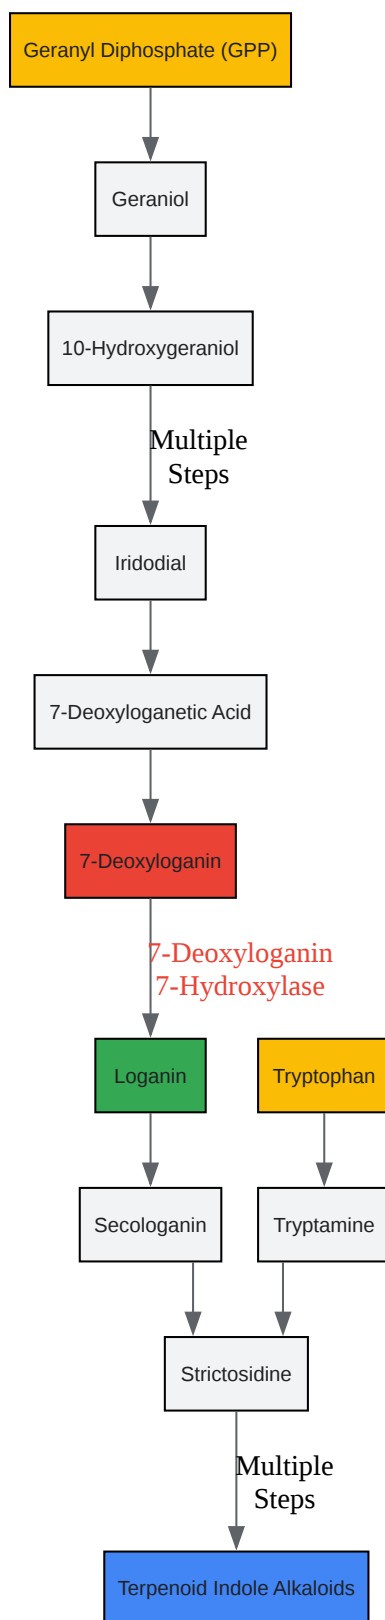 Geranyl Diphosphate (GPP)
Geraniol
10-Hydroxygeraniol
Multiple
Steps
Iridodial
7-Deoxyloganetic Acid
7-Deoxyloganin
7-Deoxyloganin
7-Hydroxylase
Loganin
Tryptophan
Secologanin
Tryptamine
Strictosidine
Multiple
Steps
Terpenoid Indole Alkaloids